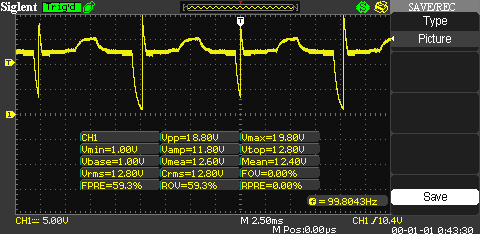 Siglent Trig'd SAVE/REC
Type
Picture
CH1 Vpp=18.80V Vmax=19.80V
Vmin=1.00V Vamp=11.80V Vtop=12.80V
Vbase=1.00V Vmea=12.60V Mean=12.40V
Vrms=12.80V Crms=12.80V FOV=0.00%
FPRE=59.3% ROV=59.3% RPRE=0.00%
Save
f = 99.8043Hz
CH1 5.00V M 2.50ms CH1 / 10.4V
M Pos:0.00µs 00-01-01 0:43:30